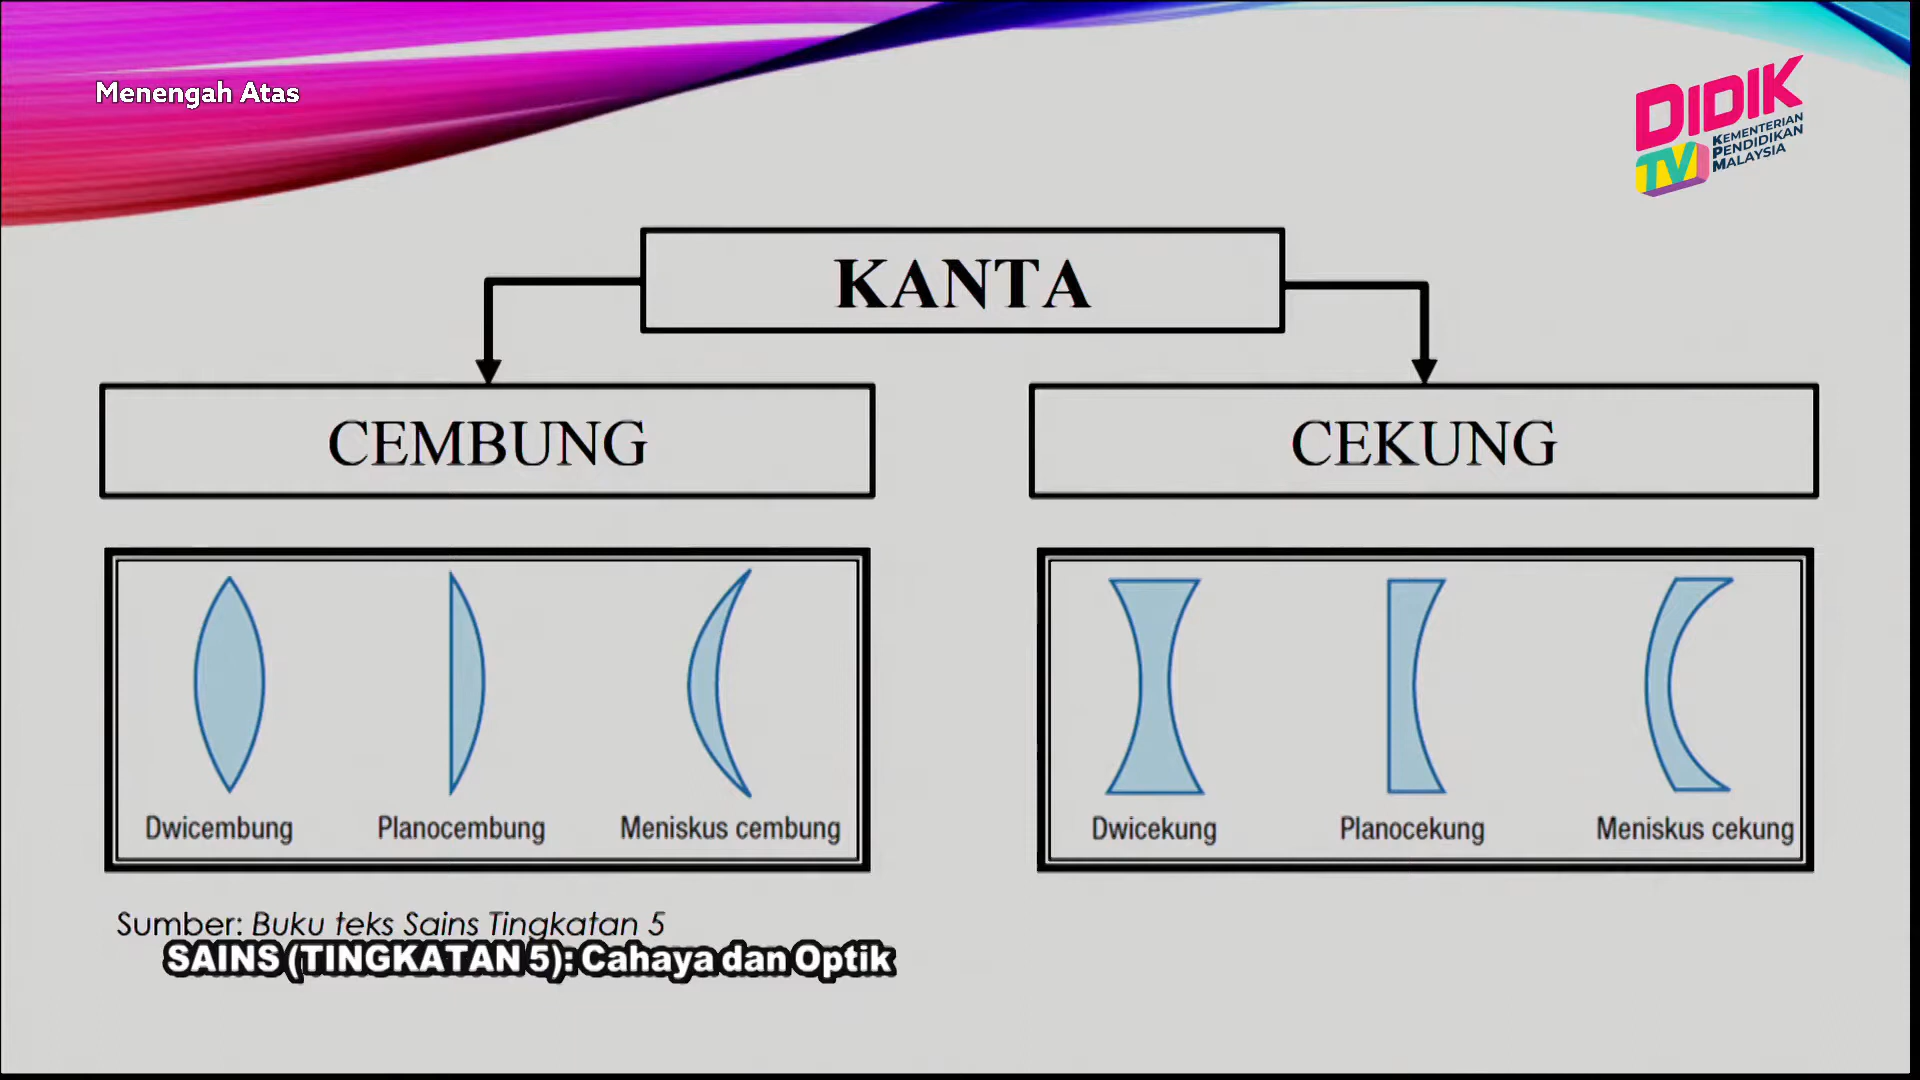 Menengah Atas
DIDIK
TV
KEMENTERIAN
PENDIDIKAN
MALAYSIA
KANTA
CEMBUNG
CEKUNG
Dwicembung
Planocembung
Meniskus cembung
Dwicekung
Planocekung
Meniskus cekung
Sumber: Buku teks Sains Tingkatan 5
SAINS (TINGKATAN 5): Cahaya dan Optik